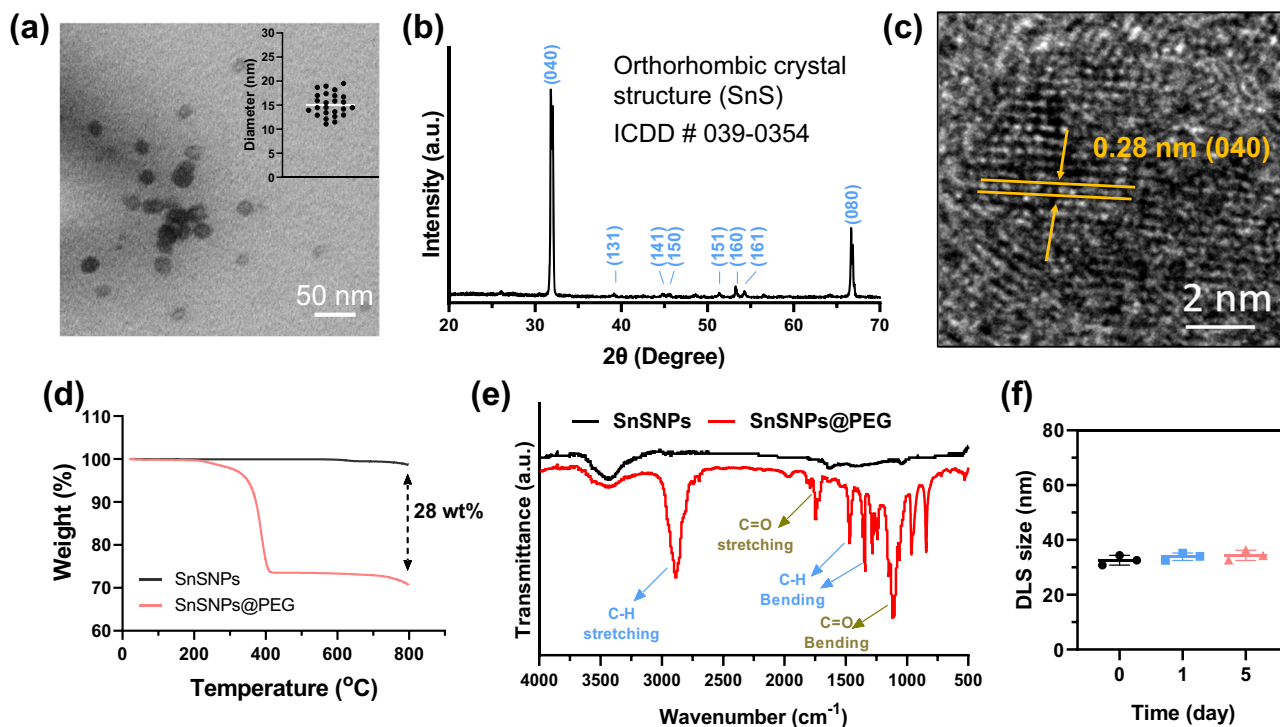 (a)
Diameter (nm)
30
25
20
15
10
5
0
50 nm
(b)
Intensity (a.u.)
(040)
(131)
(141)
(150)
(151)
(160)
(161)
(080)
Orthorhombic crystal
structure (SnS)
ICDD # 039-0354
20 30 40 50 60 70
2θ (Degree)
(c)
0.28 nm (040)
2 nm
(d)
Weight (%)
110
100
90
80
70
60
28 wt%
SnSNPs
SnSNPs@PEG
0 200 400 600 800
Temperature (°C)
(e)
Transmittance (a.u.)
SnSNPs SnSNPs@PEG
C=O
stretching
C-H
stretching
C-H
Bending
C=O
Bending
4000 3500 3000 2500 2000 1500 1000 500
Wavenumber (cm⁻¹)
(f)
DLS size (nm)
80
60
40
20
0
0 1 5
Time (day)